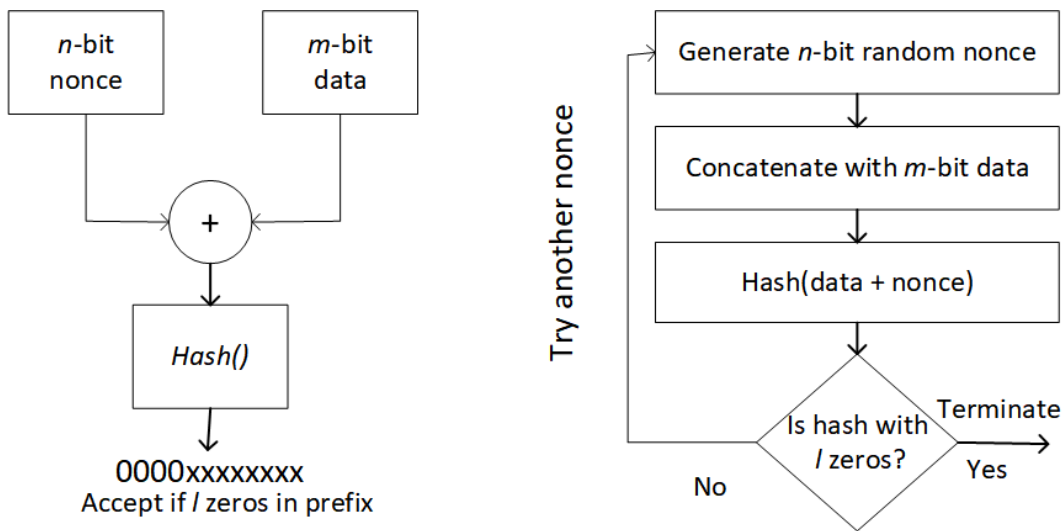 n-bit
nonce
m-bit
data
+
Hash()
0000xxxxxxxxx
Accept if l zeros in prefix
Try another nonce
Generate n-bit random nonce
Concatenate with m-bit data
Hash(data + nonce)
Is hash with
l zeros?
Terminate
Yes
No